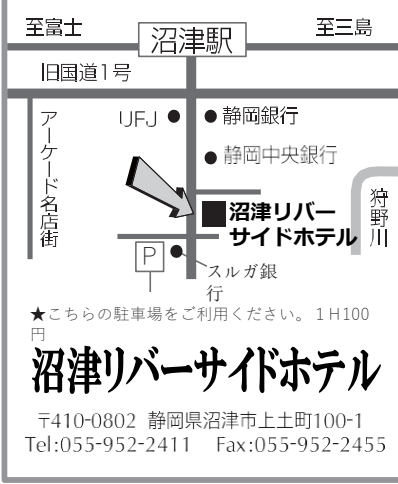 至富士
沼津駅
至三島
旧国道1号
UFJ
静岡銀行
静岡中央銀行
アーケード名店街
狩野川
沼津リバー
サイドホテル
P
スルガ銀
行
★こちらの駐車場をご利用ください。1H100
円
沼津リバーサイドホテル
〒410-0802 静岡県沼津市上土町100-1
Tel:055-952-2411 Fax:055-952-2455